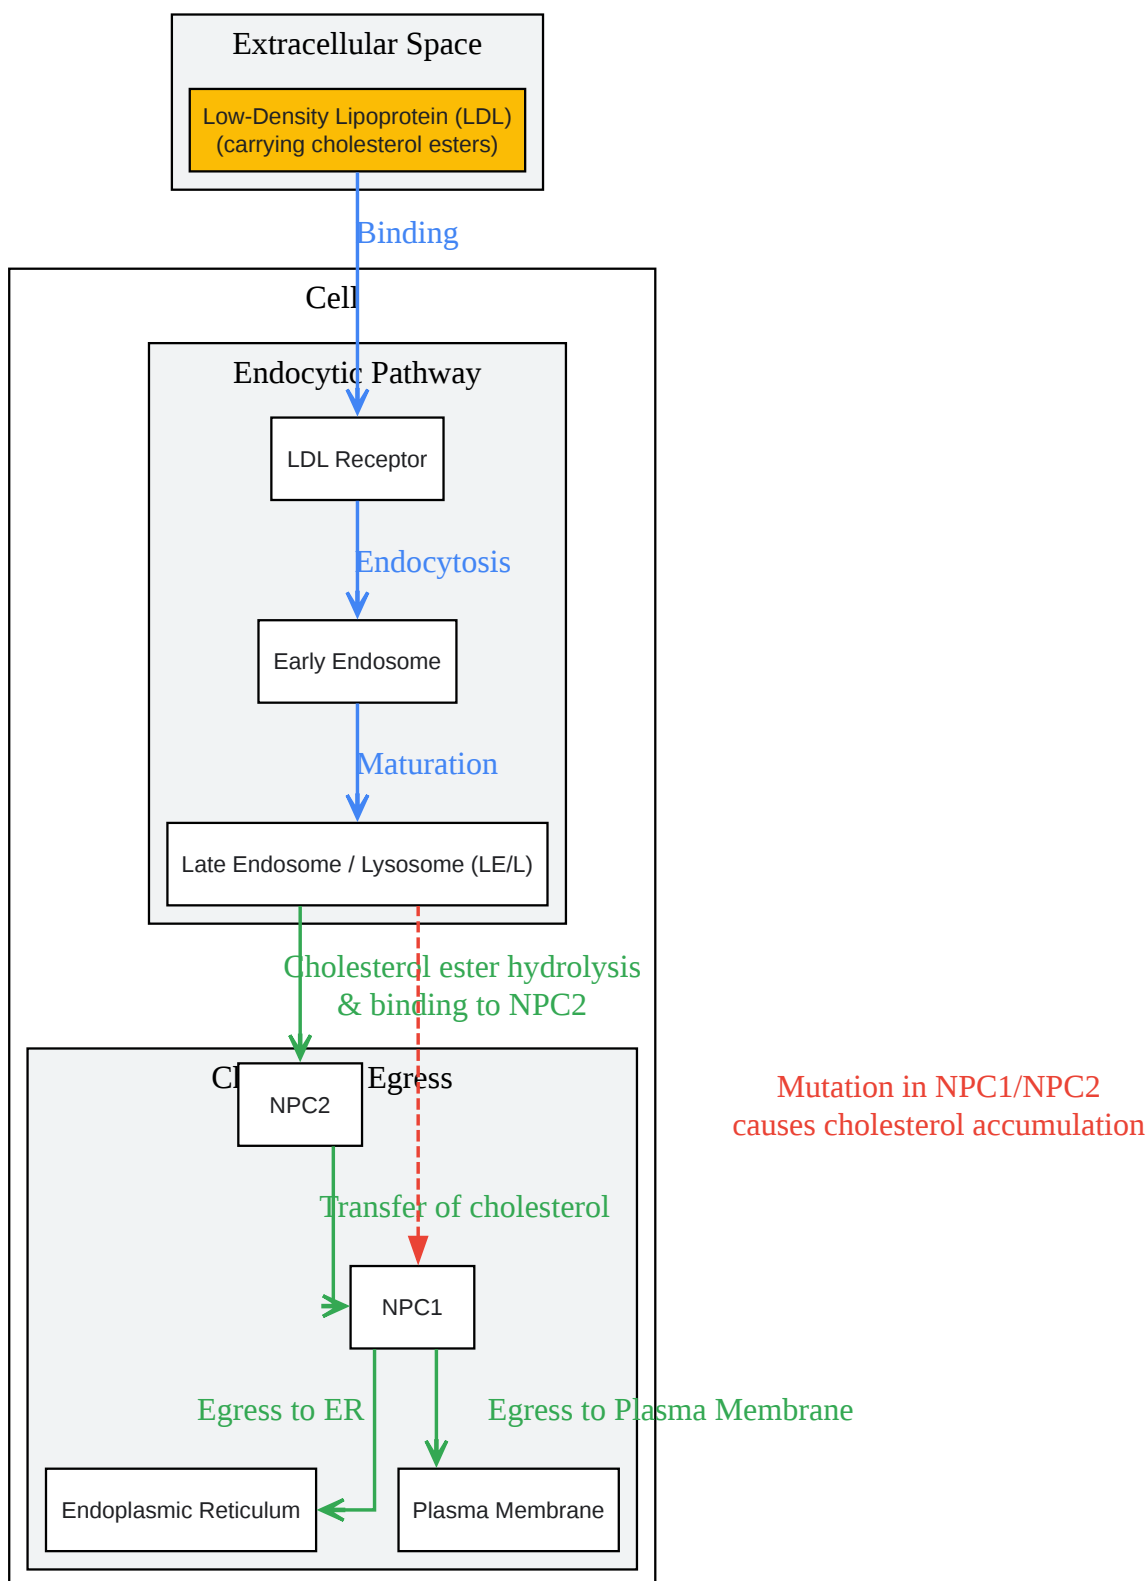 Extracellular Space
Low-Density Lipoprotein (LDL)
(carrying cholesterol esters)
Binding
Cell
Endocytic Pathway
LDL Receptor
Endocytosis
Early Endosome
Maturation
Late Endosome / Lysosome (LE/L)
Cholesterol ester hydrolysis
& binding to NPC2
Egress
NPC2
Mutation in NPC1/NPC2
causes cholesterol accumulation
Transfer of cholesterol
NPC1
Egress to ER
Egress to Plasma Membrane
Endoplasmic Reticulum
Plasma Membrane